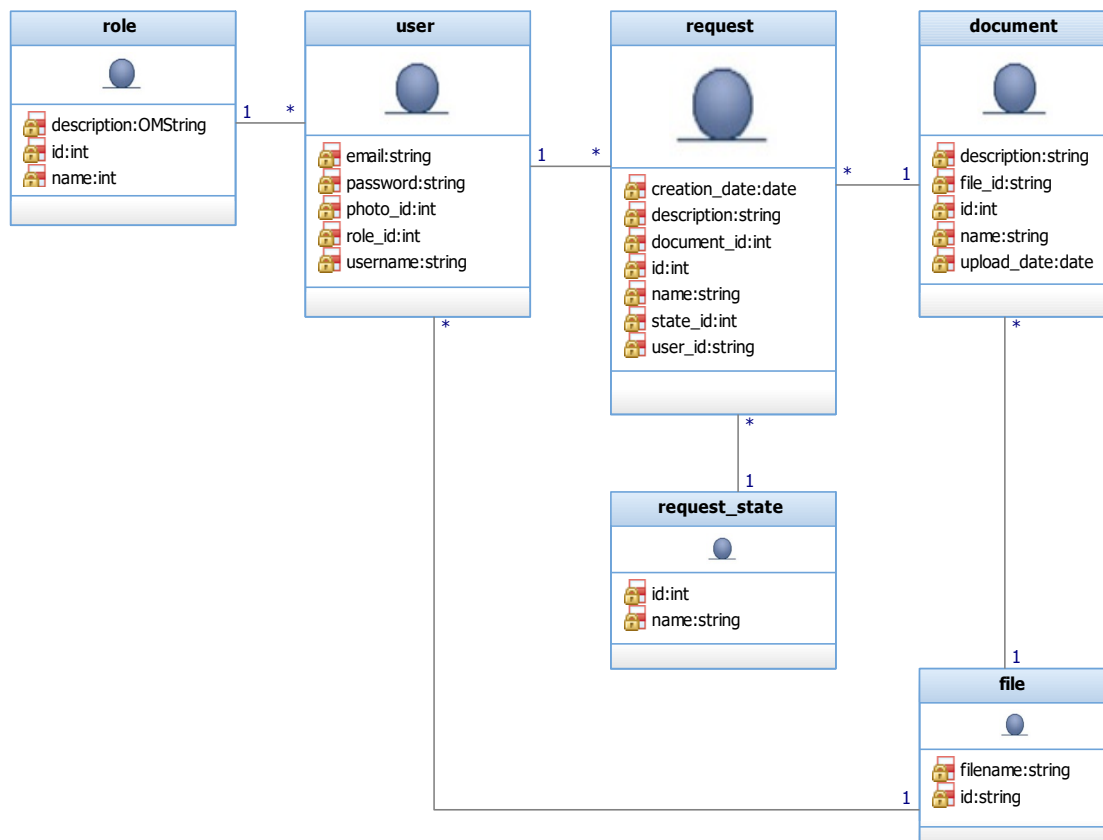 role
description:OMString
id:int
name:int
1
*
user
email:string
password:string
photo_id:int
role_id:int
username:string
1
*
*
request
creation_date:date
description:string
document_id:int
id:int
name:string
state_id:int
user_id:string
*
1
*
1
document
description:string
file_id:string
id:int
name:string
upload_date:date
*
request_state
id:int
name:string
1
file
filename:string
id:string
1